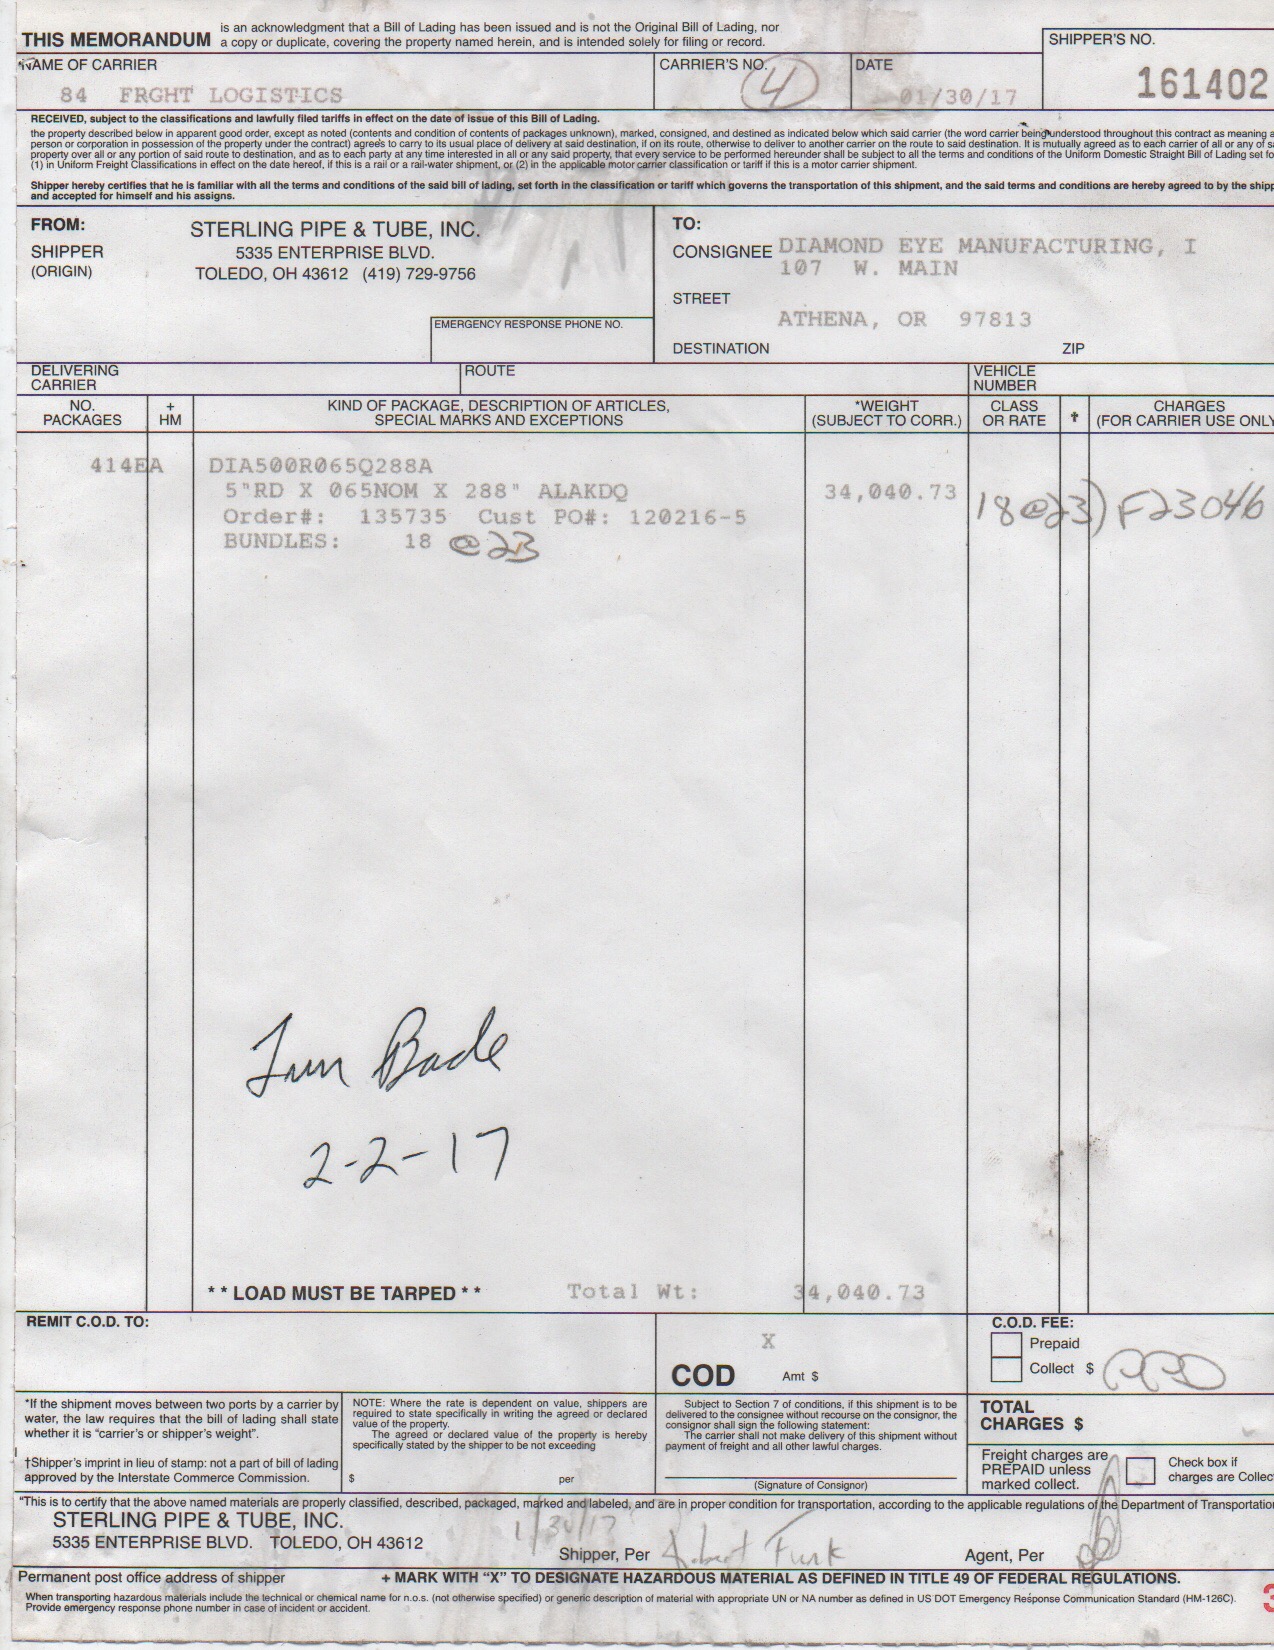 THIS MEMORANDUM is an acknowledgment that a Bill of Lading has been issued and is not the Original Bill of Lading, nor
a copy or duplicate, covering the property named herein, and is intended solely for filing or record.
SHIPPER'S NO.
161402
NAME OF CARRIER
84 FRGHT LOGISTICS
CARRIER'S NO.
4
DATE
01/30/17
RECEIVED, subject to the classifications and lawfully filed tariffs in effect on the date of issue of this Bill of Lading.
the property described below in apparent good order, except as noted (contents and condition of contents of packages unknown), marked, consigned, and destined as indicated below which said carrier (the word carrier being understood throughout this contract as meaning a
person or corporation in possession of the property under the contract) agrees to carry to its usual place of delivery at said destination, if on its route, otherwise to deliver to another carrier on the route to said destination. It is mutually agreed as to each carrier of all or any of s
property over all or any portion of said route to destination, and as to each party at any time interested in all or any said property, that every service to be performed hereunder shall be subject to all the terms and conditions of the Uniform Domestic Straight Bill of Lading set fo
(1) in Uniform Freight Classifications in effect on the date hereof, if this is a rail or a rail-water shipment, or (2) in the applicable motor carrier classification or tariff if this is a motor carrier shipment.
Shipper hereby certifies that he is familiar with all the terms and conditions of the said bill of lading, set forth in the classification or tariff which governs the transportation of this shipment, and the said terms and conditions are hereby agreed to by the shipp
and accepted for himself and his assigns.
FROM:
SHIPPER
(ORIGIN)
STERLING PIPE & TUBE, INC.
5335 ENTERPRISE BLVD.
TOLEDO, OH 43612 (419) 729-9756
EMERGENCY RESPONSE PHONE NO.
TO:
CONSIGNEE DIAMOND EYE MANUFACTURING, I
107 W. MAIN
STREET
ATHENA, OR 97813
DESTINATION ZIP
DELIVERING
CARRIER
ROUTE
VEHICLE
NUMBER
NO.
PACKAGES
+
HM
KIND OF PACKAGE, DESCRIPTION OF ARTICLES,
SPECIAL MARKS AND EXCEPTIONS
*WEIGHT
(SUBJECT TO CORR.)
CLASS
OR RATE
†
CHARGES
(FOR CARRIER USE ONLY
414EA DIA500R065Q288A
5"RD X 065NOM X 288" ALAKDQ 34,040.73
18@23) F23046
Order#: 135735 Cust PO#: 120216-5
BUNDLES: 18 @23
Bade
2-2-17
* * LOAD MUST BE TARPED * * Total Wt: 34,040.73
REMIT C.O.D. TO:
X
COD Amt $
C.O.D. FEE:
Prepaid
Collect $
*If the shipment moves between two ports by a carrier by
water, the law requires that the bill of lading shall state
whether it is "carrier's or shipper's weight".
†Shipper's imprint in lieu of stamp: not a part of bill of lading
approved by the Interstate Commerce Commission.
NOTE: Where the rate is dependent on value, shippers are
required to state specifically in writing the agreed or declared
value of the property.
The agreed or declared value of the property is hereby
specifically stated by the shipper to be not exceeding
$ per
Subject to Section 7 of conditions, if this shipment is to be
delivered to the consignee without recourse on the consignor, the
consignor shall sign the following statement:
The carrier shall not make delivery of this shipment without
payment of freight and all other lawful charges.
(Signature of Consignor)
TOTAL
CHARGES $
Freight charges are
PREPAID unless
marked collect.
Check box if
charges are Collec
"This is to certify that the above named materials are properly classified, described, packaged, marked and labeled, and are in proper condition for transportation, according to the applicable regulations of the Department of Transportation
STERLING PIPE & TUBE, INC.
5335 ENTERPRISE BLVD. TOLEDO, OH 43612
1/30/17
Shipper, Per Robert Funk
Agent, Per
Permanent post office address of shipper
+ MARK WITH "X" TO DESIGNATE HAZARDOUS MATERIAL AS DEFINED IN TITLE 49 OF FEDERAL REGULATIONS.
When transporting hazardous materials include the technical or chemical name for n.o.s. (not otherwise specified) or generic description of material with appropriate UN or NA number as defined in US DOT Emergency Response Communication Standard (HM-126C).
Provide emergency response phone number in case of incident or accident.
3